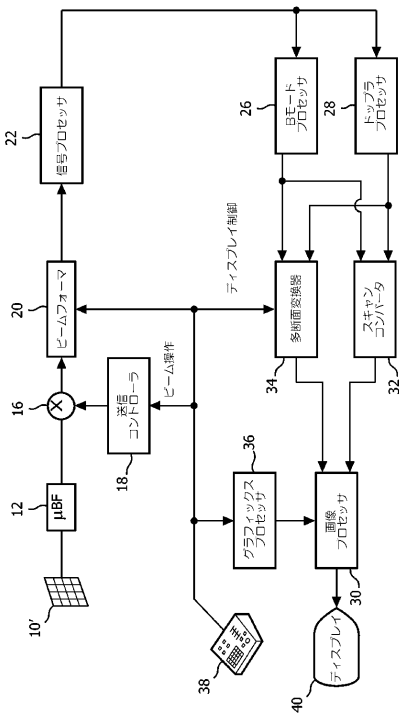 10'
12
μBF
16
X
20
ビームフォーマ
22
信号プロセッサ
18
送信
コントローラ
ビーム操作
ディスプレイ制御
26
Bモード
プロセッサ
28
ドップラ
プロセッサ
34
多断面変換器
32
スキャン
コンバータ
36
グラフィックス
プロセッサ
30
画像
プロセッサ
38
40
ディスプレイ